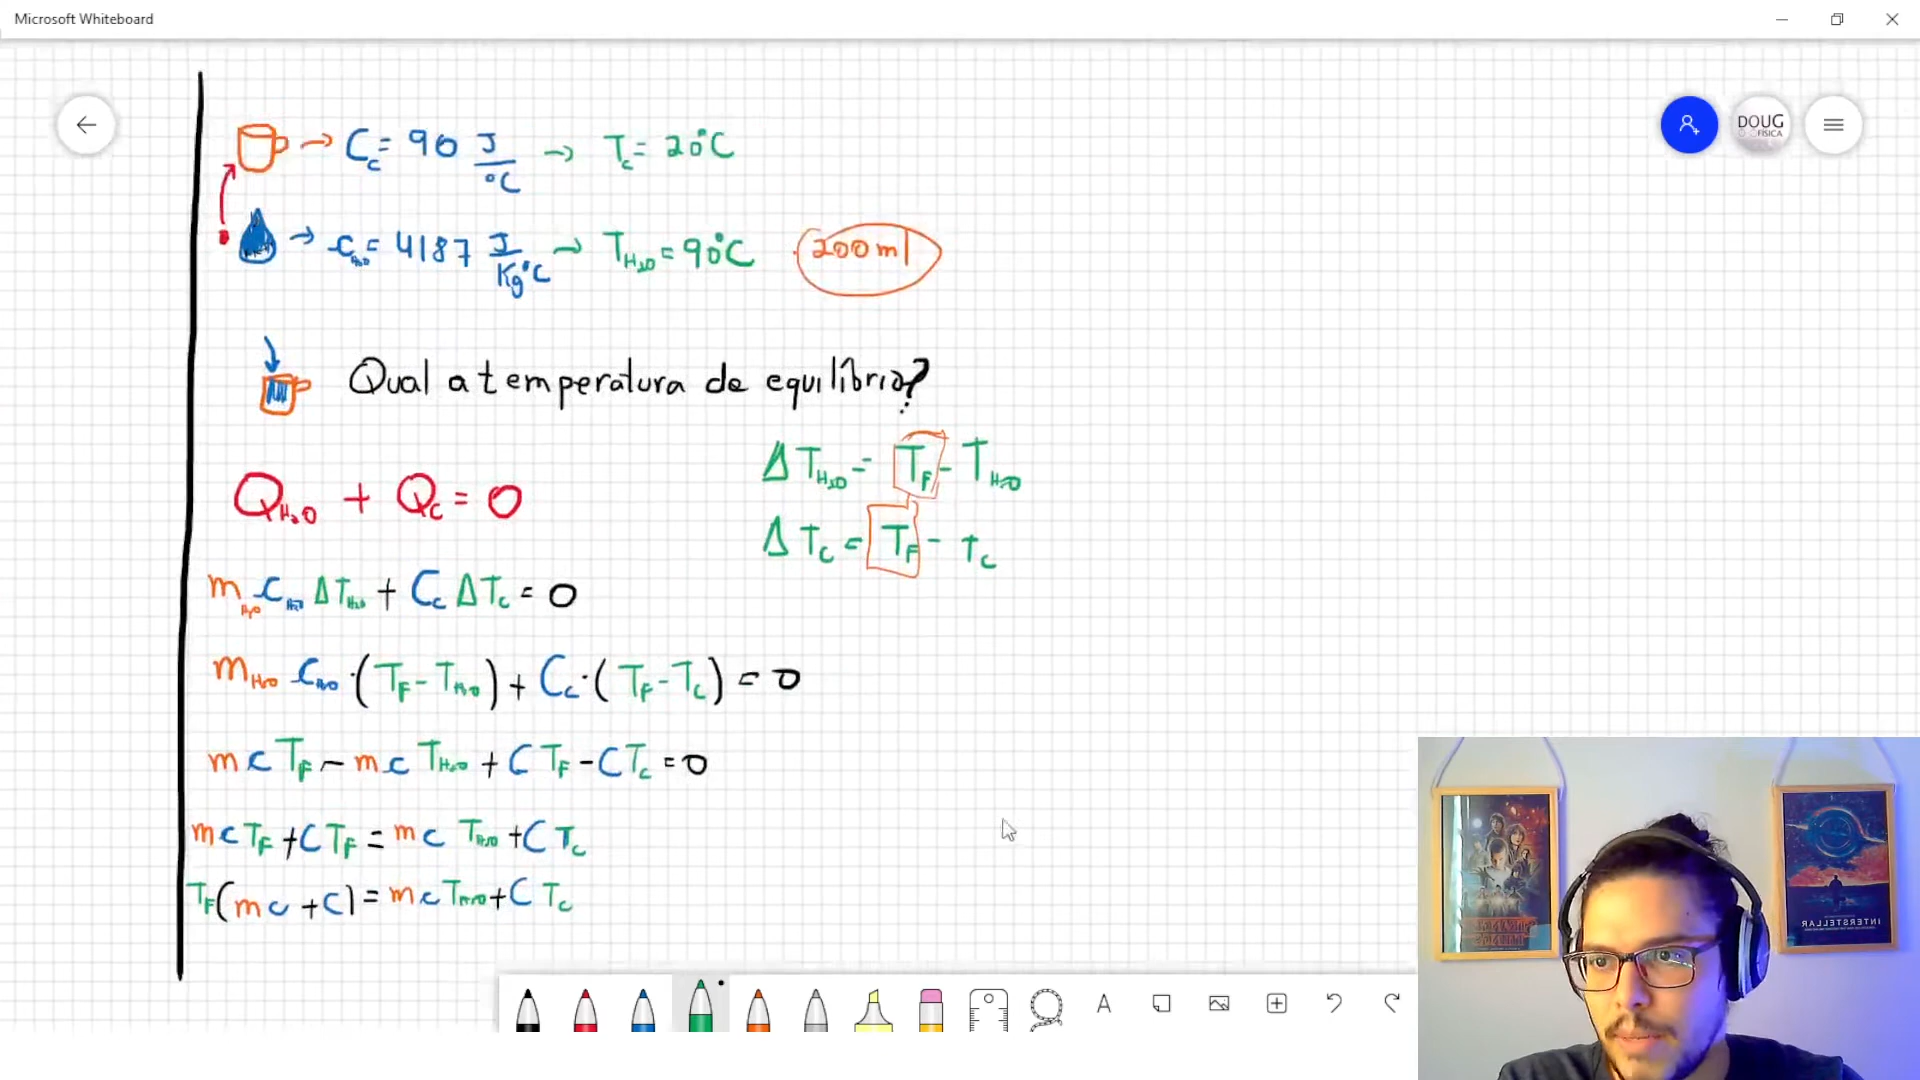 Microsoft Whiteboard
DOUG
FÍSICA
→ C_C = 90 J/°C → T_C = 20°C
→ c_H₂O = 4187 J/Kg°C → T_H₂O = 90°C 200 ml
Qual a temperatura de equilíbrio?
ΔT_H₂O = T_F - T_H₂O
Q_H₂O + Q_C = 0
ΔT_C = T_F - T_C
m_H₂O c_H₂O ΔT_H₂O + C_C ΔT_C = 0
m_H₂O c_H₂O · (T_F - T_H₂O) + C_C · (T_F - T_C) = 0
m c T_F - m c T_H₂O + C T_F - C T_C = 0
m c T_F + C T_F = m c T_H₂O + C T_C
T_F (m c + C) = m c T_H₂O + C T_C
A
INTERSTELLAR